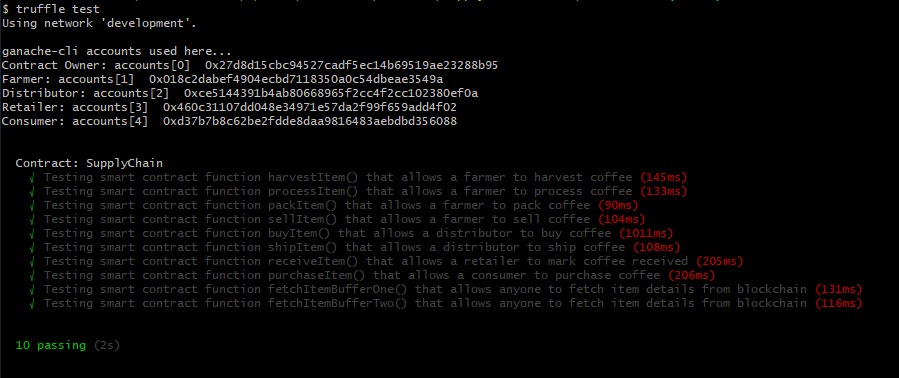 $ truffle test
Using network 'development'.
ganache-cli accounts used here...
Contract Owner: accounts[0] 0x27d8d15cbc94527cadf5ec14b69519ae23288b95
Farmer: accounts[1] 0x018c2dabef4904ecbd7118350a0c54dbeae3549a
Distributor: accounts[2] 0xce5144391b4ab80668965f2cc4f2cc102380ef0a
Retailer: accounts[3] 0x460c31107dd048e34971e57da2f99f659add4f02
Consumer: accounts[4] 0xd37b7b8c62be2fdde8daa9816483aebdbd356088
Contract: SupplyChain
√ Testing smart contract function harvestItem() that allows a farmer to harvest coffee (145ms)
√ Testing smart contract function processItem() that allows a farmer to process coffee (133ms)
√ Testing smart contract function packItem() that allows a farmer to pack coffee (90ms)
√ Testing smart contract function sellItem() that allows a farmer to sell coffee (104ms)
√ Testing smart contract function buyItem() that allows a distributor to buy coffee (1011ms)
√ Testing smart contract function shipItem() that allows a distributor to ship coffee (108ms)
√ Testing smart contract function receiveItem() that allows a retailer to mark coffee received (205ms)
√ Testing smart contract function purchaseItem() that allows a consumer to purchase coffee (206ms)
√ Testing smart contract function fetchItemBufferOne() that allows anyone to fetch item details from blockchain (131ms)
√ Testing smart contract function fetchItemBufferTwo() that allows anyone to fetch item details from blockchain (116ms)
10 passing (2s)